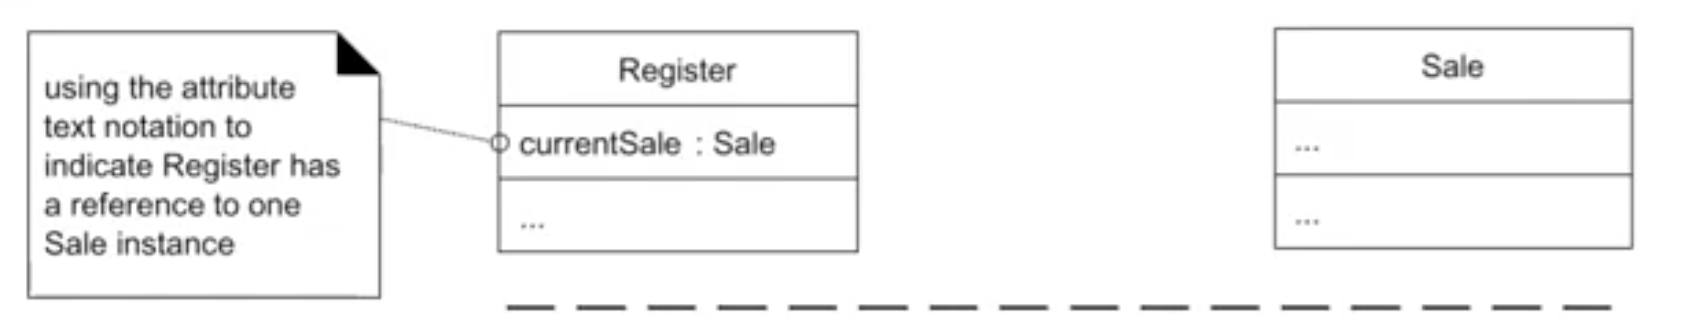 using the attribute
text notation to
indicate Register has
a reference to one
Sale instance
Register
currentSale : Sale
...
Sale
...
...